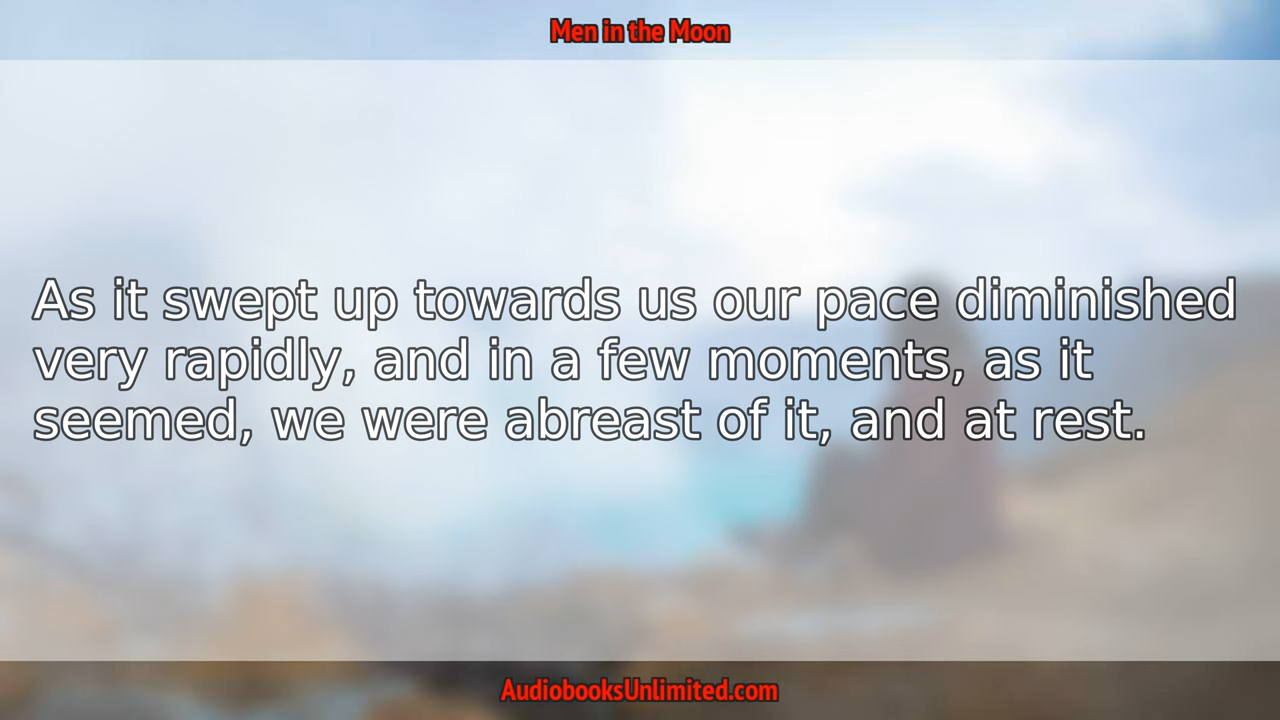 Men in the Moon
As it swept up towards us our pace diminished
very rapidly, and in a few moments, as it
seemed, we were abreast of it, and at rest.
AudiobooksUnlimited.com